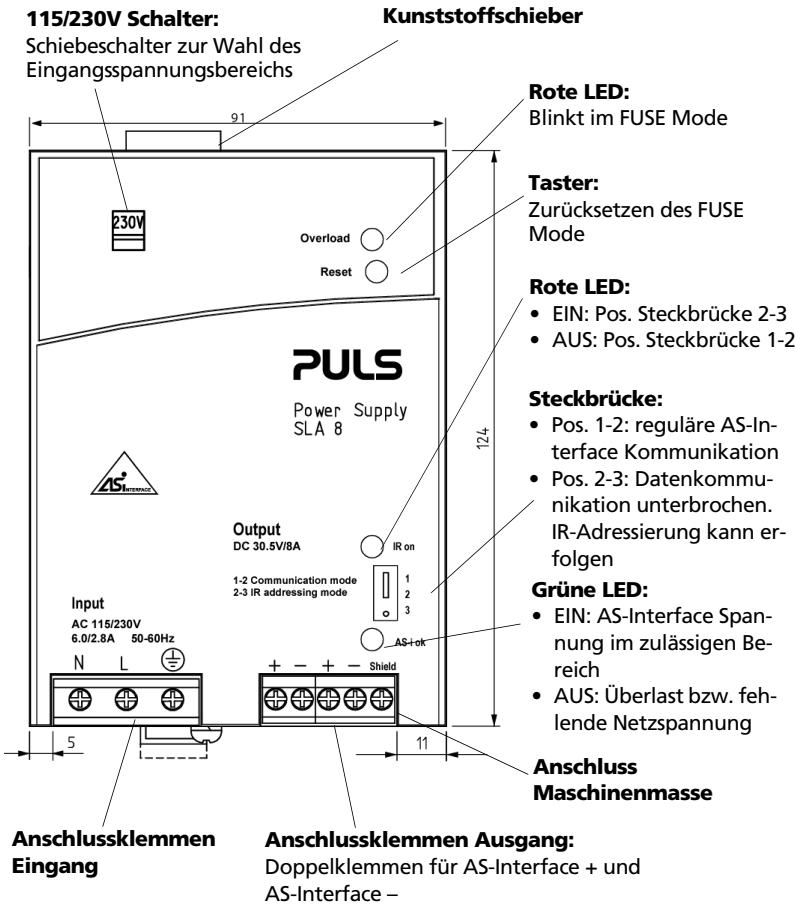 115/230V Schalter:
Schiebeschalter zur Wahl des
Eingangsspannungsbereichs
Kunststoffschieber
Rote LED:
Blinkt im FUSE Mode
Taster:
Zurücksetzen des FUSE
Mode
Rote LED:
• EIN: Pos. Steckbrücke 2-3
• AUS: Pos. Steckbrücke 1-2
Steckbrücke:
• Pos. 1-2: reguläre AS-In-
terface Kommunikation
• Pos. 2-3: Datenkommu-
nikation unterbrochen.
IR-Adressierung kann er-
folgen
Grüne LED:
• EIN: AS-Interface Span-
nung im zulässigen Be-
reich
• AUS: Überlast bzw. feh-
lende Netzspannung
Anschluss
Maschinenmasse
91
230V
Overload
Reset
PULS
Power Supply
SLA 8
124
ASi INTERFACE
Output
DC 30.5V/8A
IR on
1-2 Communication mode
2-3 IR addressing mode
1
2
3
AS-i ok
Input
AC 115/230V
6.0/2.8A 50-60Hz
N L
+ – + – Shield
5
11
Anschlussklemmen
Eingang
Anschlussklemmen Ausgang:
Doppelklemmen für AS-Interface + und
AS-Interface –